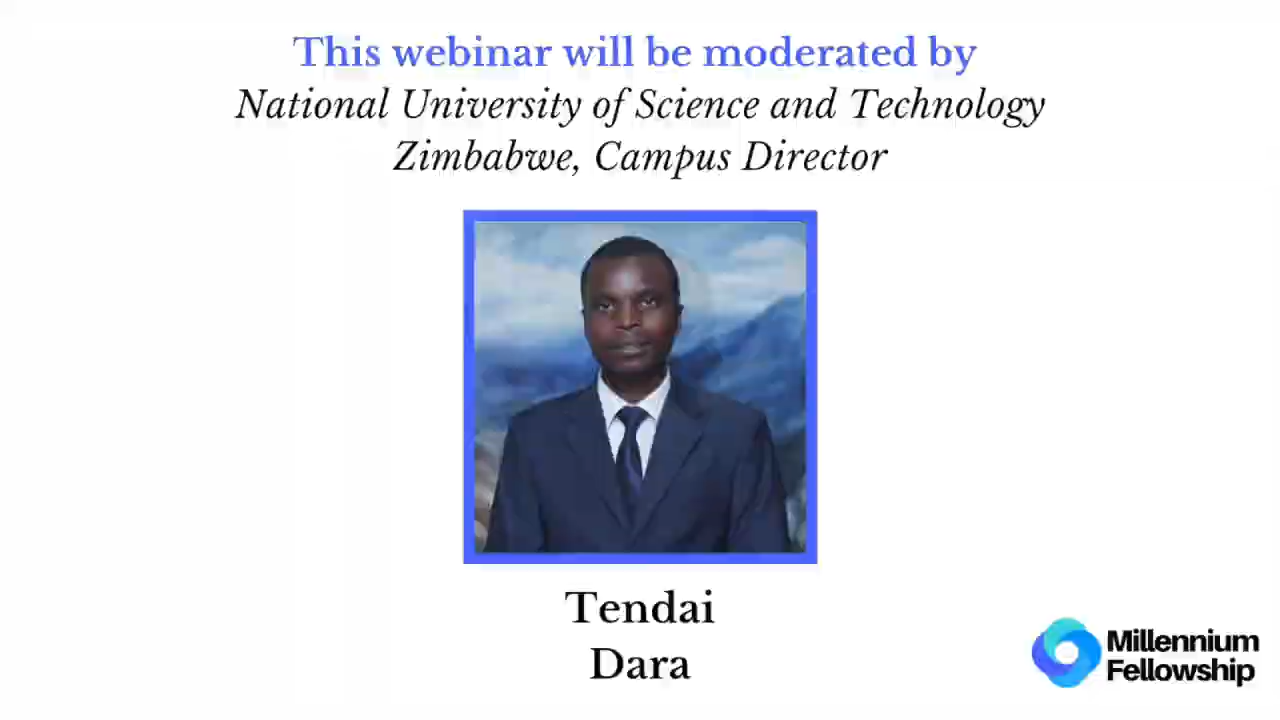 This webinar will be moderated by
National University of Science and Technology
Zimbabwe, Campus Director
Tendai
Dara
Millennium
Fellowship